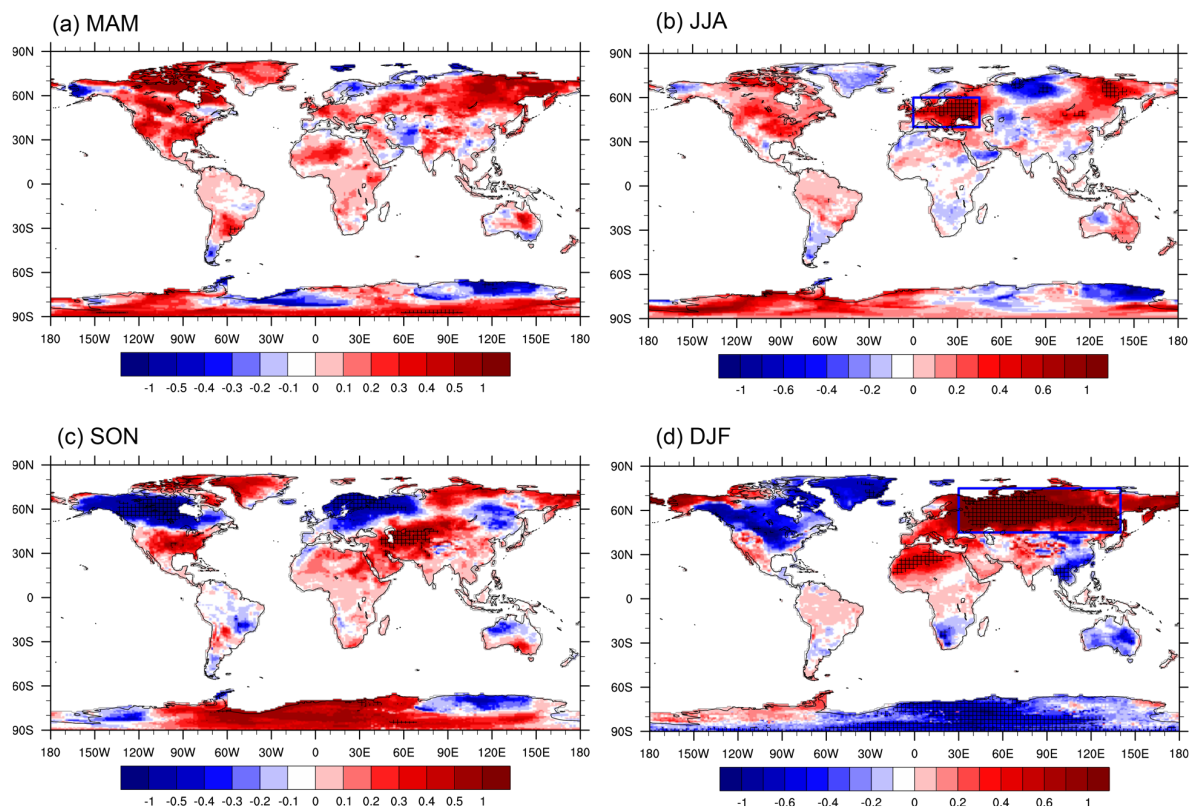 (a) MAM
90N
60N
30N
0
30S
60S
90S
180 150W 120W 90W 60W 30W 0 30E 60E 90E 120E 150E 180
-1 -0.5 -0.4 -0.3 -0.2 -0.1 0 0.1 0.2 0.3 0.4 0.5 1
(b) JJA
90N
60N
30N
0
30S
60S
90S
180 150W 120W 90W 60W 30W 0 30E 60E 90E 120E 150E 180
-1 -0.6 -0.4 -0.2 0 0.2 0.4 0.6 1
(c) SON
90N
60N
30N
0
30S
60S
90S
180 150W 120W 90W 60W 30W 0 30E 60E 90E 120E 150E 180
-1 -0.5 -0.4 -0.3 -0.2 -0.1 0 0.1 0.2 0.3 0.4 0.5 1
(d) DJF
90N
60N
30N
0
30S
60S
90S
180 150W 120W 90W 60W 30W 0 30E 60E 90E 120E 150E 180
-1 -0.6 -0.4 -0.2 0 0.2 0.4 0.6 1